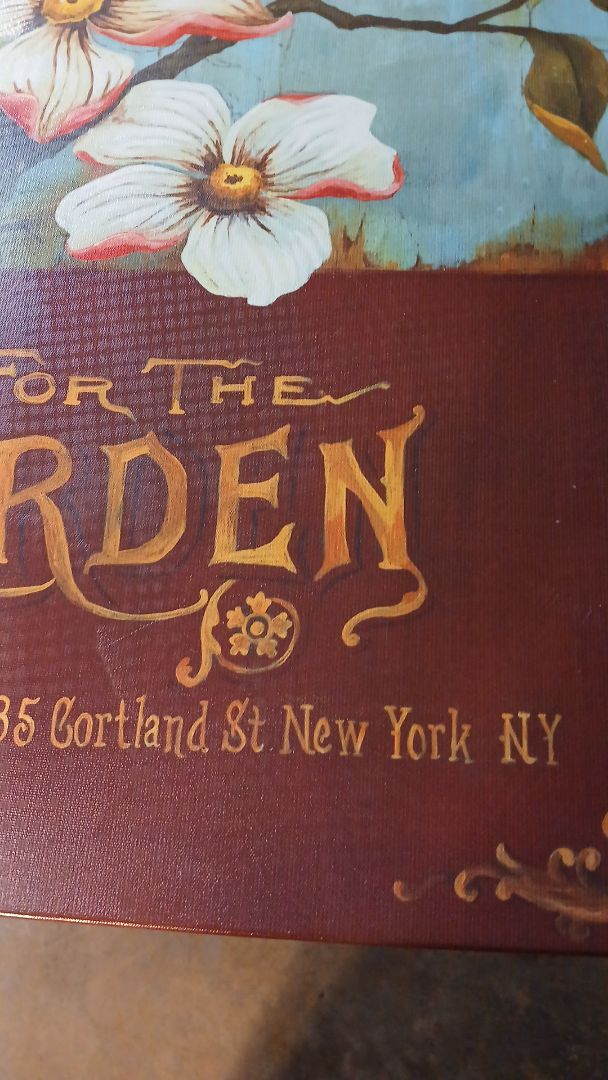 For The
RDEN
35 Cortland St New York NY